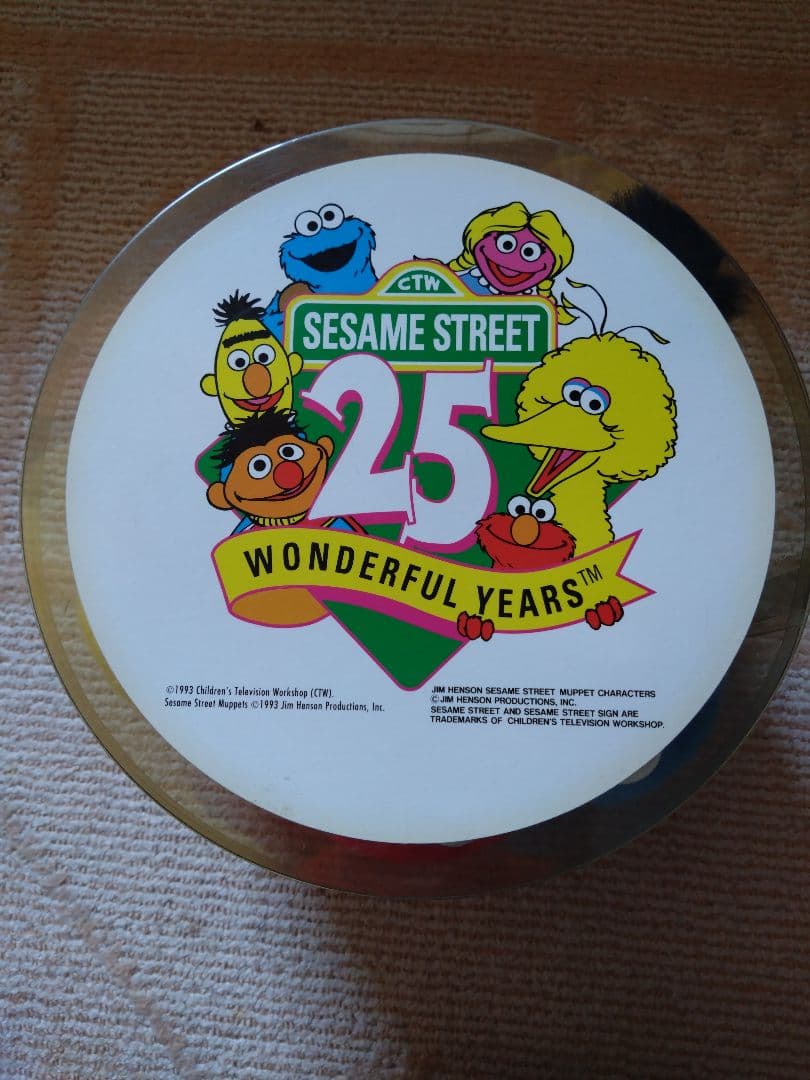 CTW
SESAME STREET
25
WONDERFUL YEARS™
©1993 Children's Television Workshop (CTW).
Sesame Street Muppets ©1993 Jim Henson Productions, Inc.
JIM HENSON SESAME STREET MUPPET CHARACTERS
© JIM HENSON PRODUCTIONS, INC.
SESAME STREET AND SESAME STREET SIGN ARE
TRADEMARKS OF CHILDREN'S TELEVISION WORKSHOP.